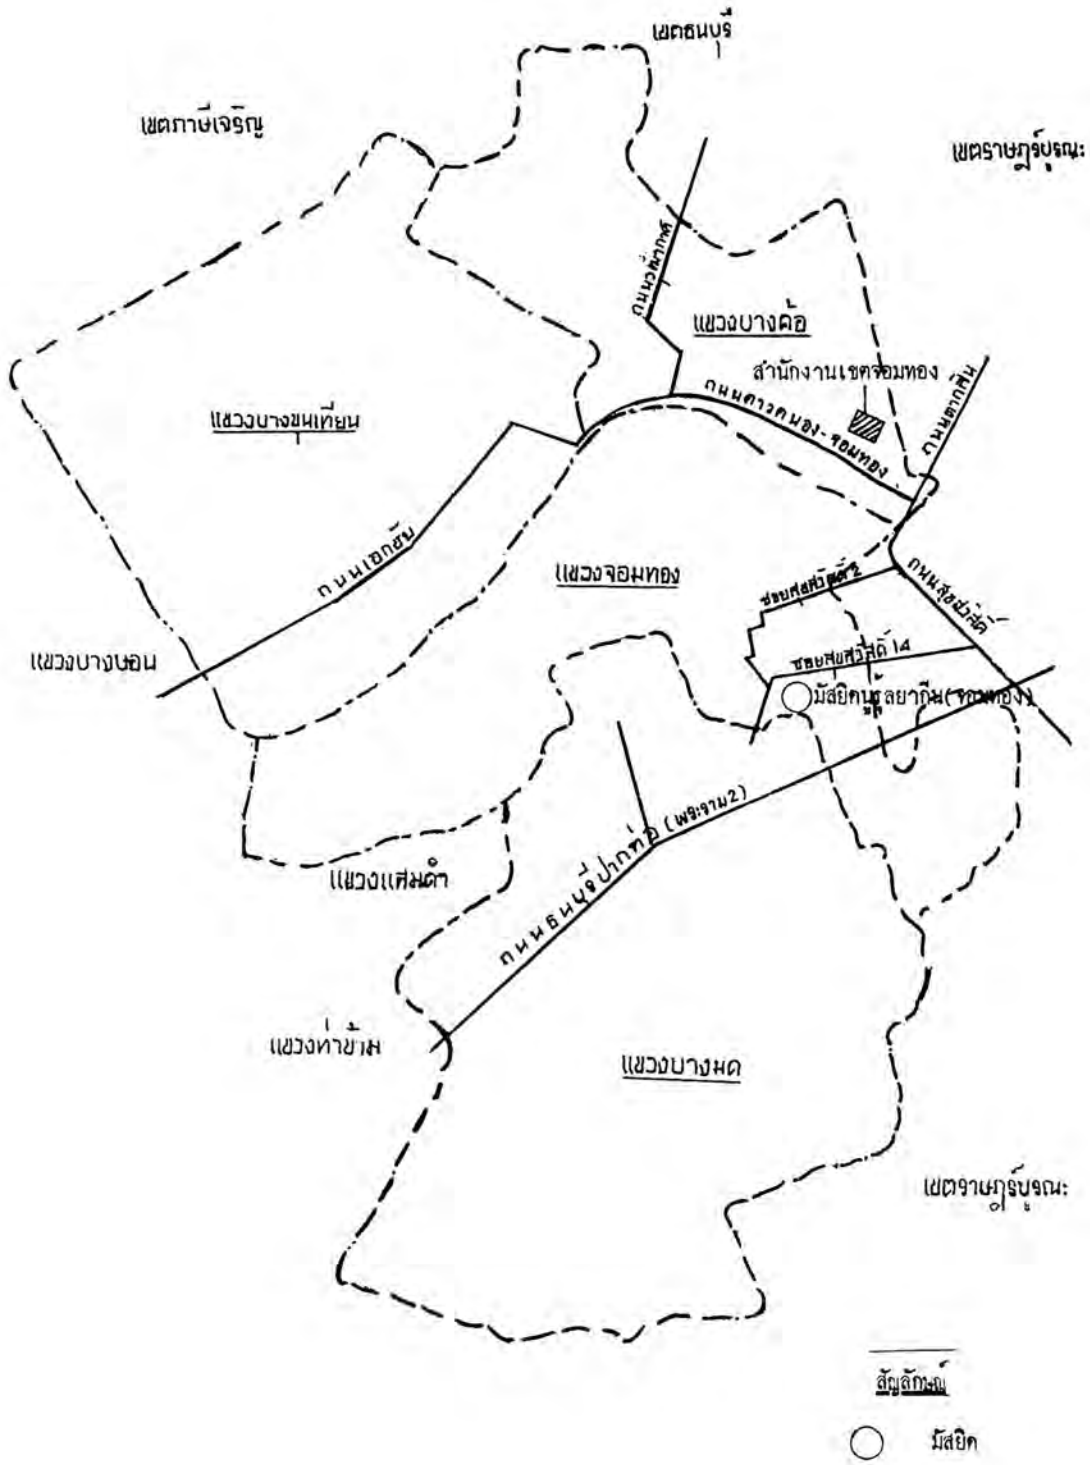 เขตธนบุรี
เขตภาษีเจริญ
เขตราษฎร์บูรณะ
ถนนวุฒากาศ
แขวงบางค้อ
สำนักงานเขตจอมทอง
ถนนตากสิน
ถนนดาวคนอง-จอมทอง
แขวงบางขุนเทียน
ถนนเอกชัย
แขวงจอมทอง
ซอยสุขสวัสดิ์ 2
ถนนสุขสวัสดิ์
แขวงบางบอน
ซอยสุขสวัสดิ์ 14
มัสยิดนูรุ้ลยากีน(จอมทอง)
ถนนธนบุรีปากท่อ (พระราม2)
แขวงแสมดำ
แขวงท่าข้าม
แขวงบางมด
เขตราษฎร์บูรณะ
สัญลักษณ์
มัสยิด